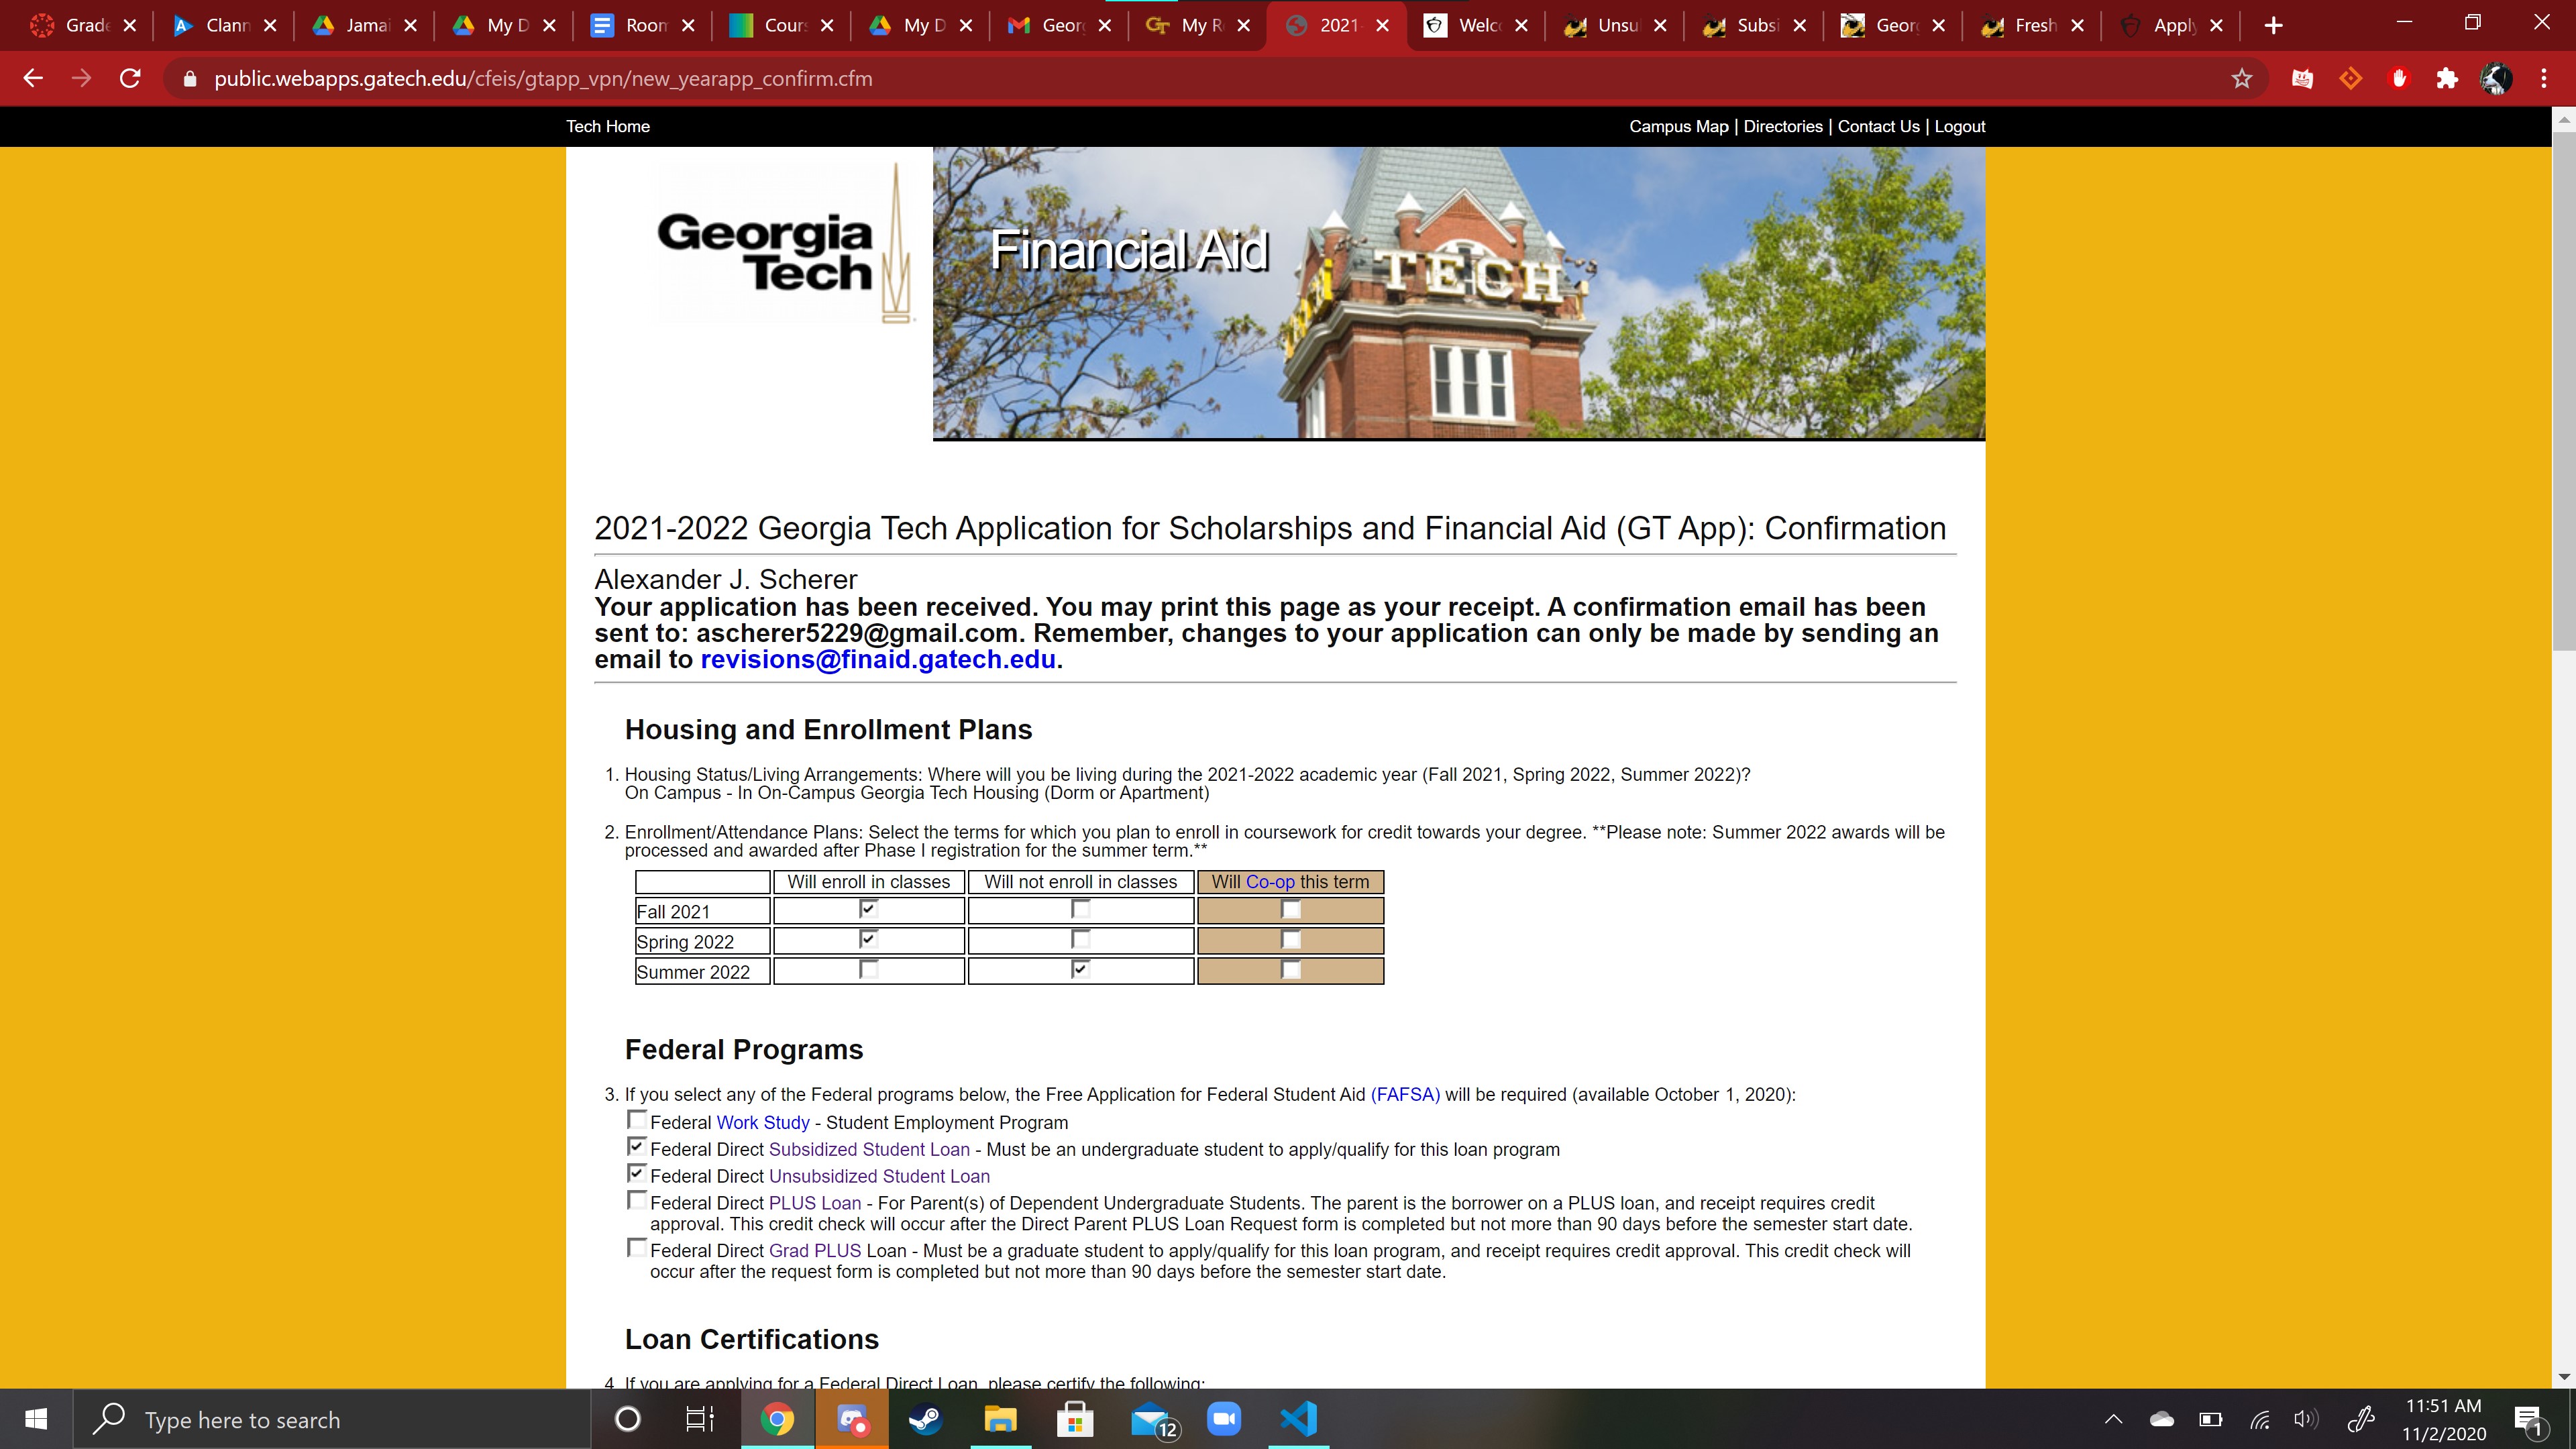 Grade Clann Jamai My D Room Cours My D Geor My R 2021- Welco Unsu Subsi Geor Fresh Apply
public.webapps.gatech.edu/cfeis/gtapp_vpn/new_yearapp_confirm.cfm
Tech Home Campus Map | Directories | Contact Us | Logout
Georgia
Tech
Financial Aid
TECH
2021-2022 Georgia Tech Application for Scholarships and Financial Aid (GT App): Confirmation
Alexander J. Scherer
Your application has been received. You may print this page as your receipt. A confirmation email has been
sent to: ascherer5229@gmail.com. Remember, changes to your application can only be made by sending an
email to revisions@finaid.gatech.edu.
Housing and Enrollment Plans
1. Housing Status/Living Arrangements: Where will you be living during the 2021-2022 academic year (Fall 2021, Spring 2022, Summer 2022)?
On Campus - In On-Campus Georgia Tech Housing (Dorm or Apartment)
2. Enrollment/Attendance Plans: Select the terms for which you plan to enroll in coursework for credit towards your degree. **Please note: Summer 2022 awards will be
processed and awarded after Phase I registration for the summer term.**
Will enroll in classes Will not enroll in classes Will Co-op this term
Fall 2021
Spring 2022
Summer 2022
Federal Programs
3. If you select any of the Federal programs below, the Free Application for Federal Student Aid (FAFSA) will be required (available October 1, 2020):
Federal Work Study - Student Employment Program
Federal Direct Subsidized Student Loan - Must be an undergraduate student to apply/qualify for this loan program
Federal Direct Unsubsidized Student Loan
Federal Direct PLUS Loan - For Parent(s) of Dependent Undergraduate Students. The parent is the borrower on a PLUS loan, and receipt requires credit
approval. This credit check will occur after the Direct Parent PLUS Loan Request form is completed but not more than 90 days before the semester start date.
Federal Direct Grad PLUS Loan - Must be a graduate student to apply/qualify for this loan program, and receipt requires credit approval. This credit check will
occur after the request form is completed but not more than 90 days before the semester start date.
Loan Certifications
4. If you are applying for a Federal Direct Loan, please certify the following:
Type here to search
12
11:51 AM
11/2/2020
1